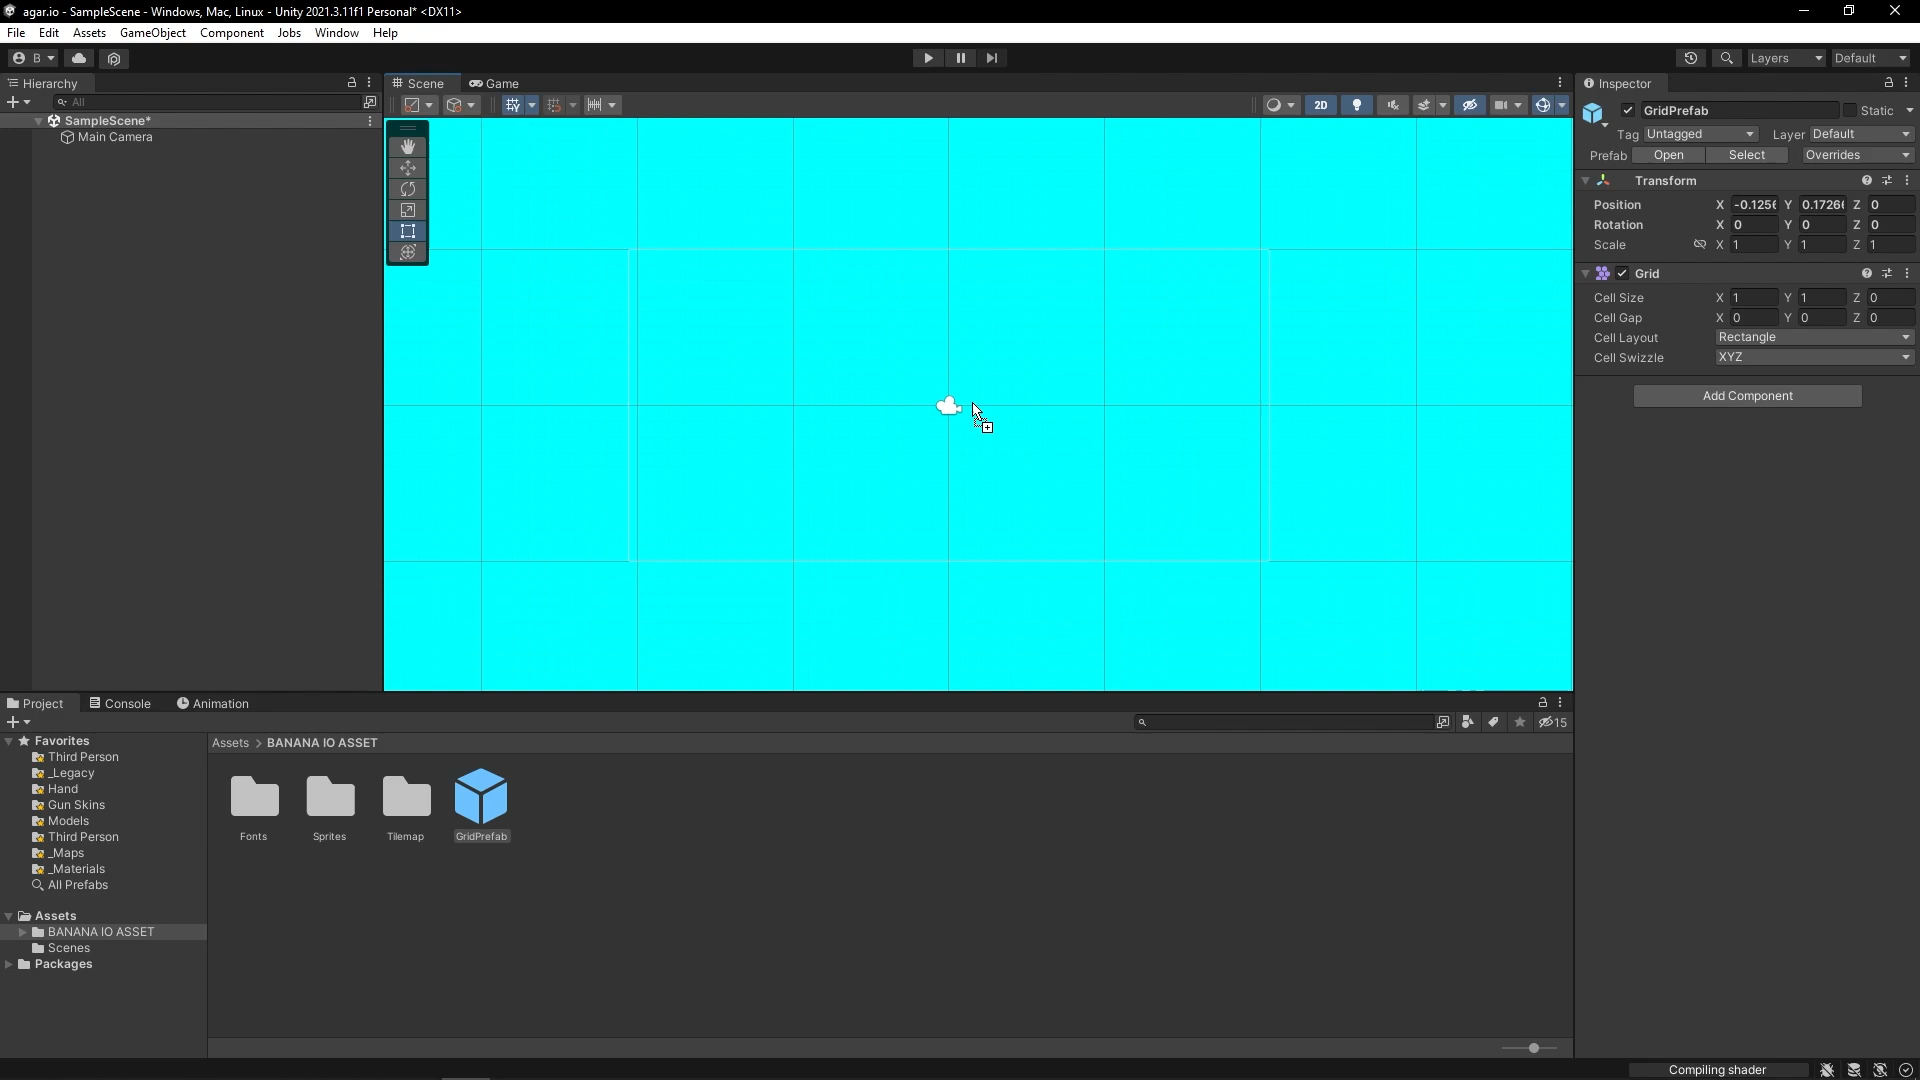 agar.io - SampleScene - Windows, Mac, Linux - Unity 2021.3.11f1 Personal* <DX11>
File Edit Assets GameObject Component Jobs Window Help
B Layers Default
Hierarchy Scene Game Inspector
All 2D GridPrefab Static
SampleScene*
Main Camera
Tag Untagged Layer Default
Prefab Open Select Overrides
Transform
Position X -0.1256 Y 0.1726 Z 0
Rotation X 0 Y 0 Z 0
Scale X 1 Y 1 Z 1
Grid
Cell Size X 1 Y 1 Z 0
Cell Gap X 0 Y 0 Z 0
Cell Layout Rectangle
Cell Swizzle XYZ
Add Component
Project Console Animation
15
Favorites
Third Person
_Legacy
Hand
Gun Skins
Models
Third Person
_Maps
_Materials
All Prefabs
Assets
BANANA IO ASSET
Scenes
Packages
Assets > BANANA IO ASSET
Fonts Sprites Tilemap GridPrefab
Compiling shader